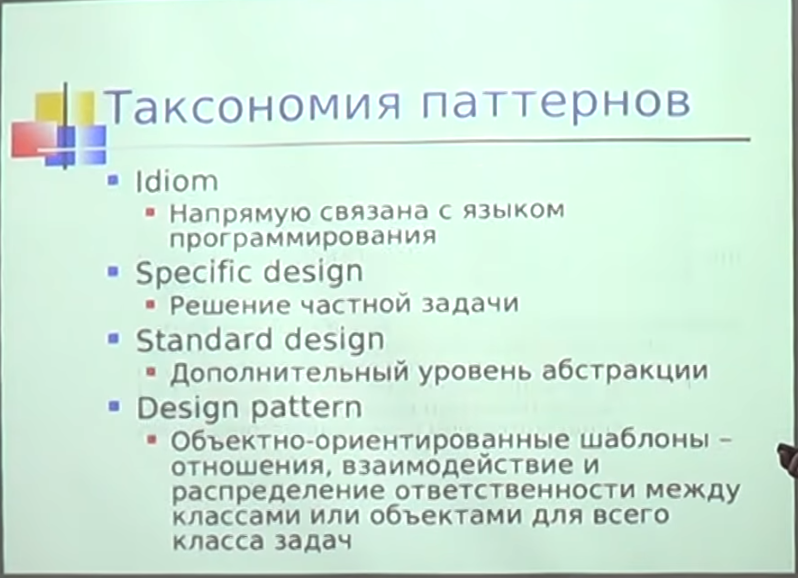 Таксономия паттернов
Idiom
Напрямую связана с языком
программирования
Specific design
Решение частной задачи
Standard design
Дополнительный уровень абстракции
Design pattern
Объектно-ориентированные шаблоны –
отношения, взаимодействие и
распределение ответственности между
классами или объектами для всего
класса задач